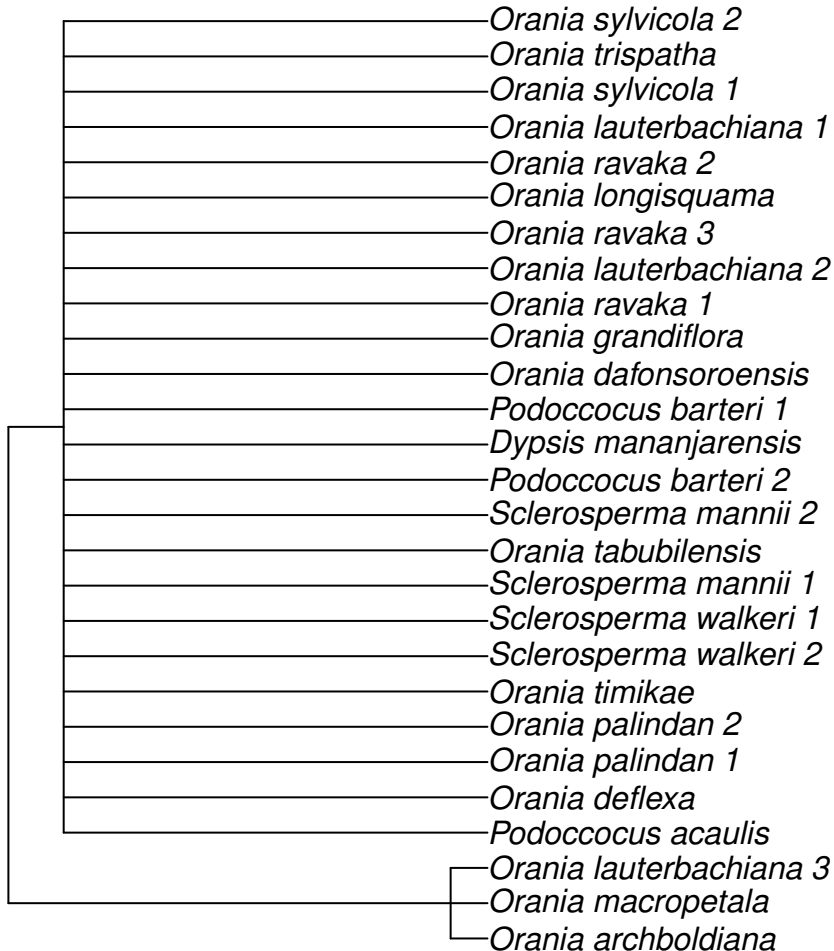 Orania sylvicola 2
Orania trispatha
Orania sylvicola 1
Orania lauterbachiana 1
Orania ravaka 2
Orania longisquama
Orania ravaka 3
Orania lauterbachiana 2
Orania ravaka 1
Orania grandiflora
Orania dafonsoroensis
Podoccocus barteri 1
Dypsis mananjarensis
Podoccocus barteri 2
Sclerosperma mannii 2
Orania tabubilensis
Sclerosperma mannii 1
Sclerosperma walkeri 1
Sclerosperma walkeri 2
Orania timikae
Orania palindan 2
Orania palindan 1
Orania deflexa
Podoccocus acaulis
Orania lauterbachiana 3
Orania macropetala
Orania archboldiana